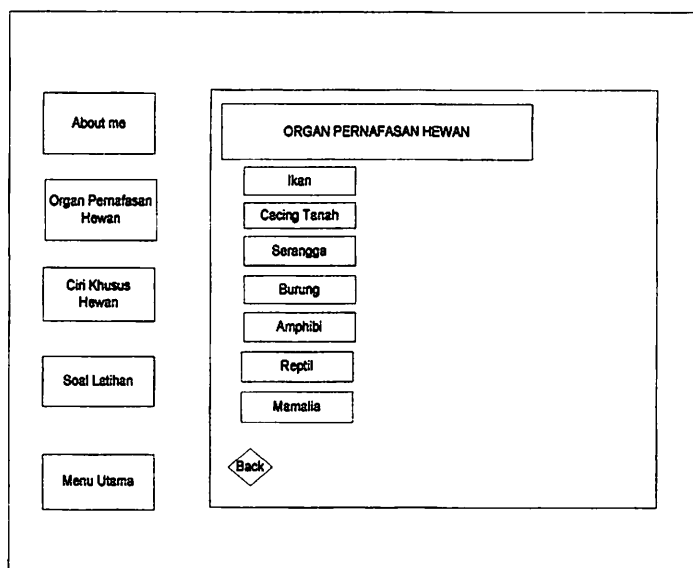 About me
Organ Pernafasan
Hewan
Ciri Khusus
Hewan
Soal Latihan
Menu Utama
ORGAN PERNAFASAN HEWAN
Ikan
Cacing Tanah
Serangga
Burung
Amphibi
Reptil
Mamalia
Back